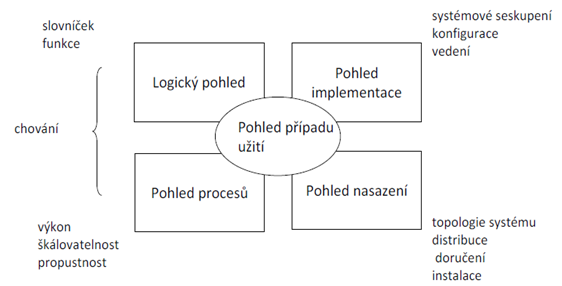 slovníček
funkce
systémové seskupení
konfigurace
vedení
Logický pohled
Pohled
implementace
chování
Pohled případu
užití
Pohled procesů
Pohled nasazení
výkon
škálovatelnost
propustnost
topologie systému
distribuce
doručení
instalace